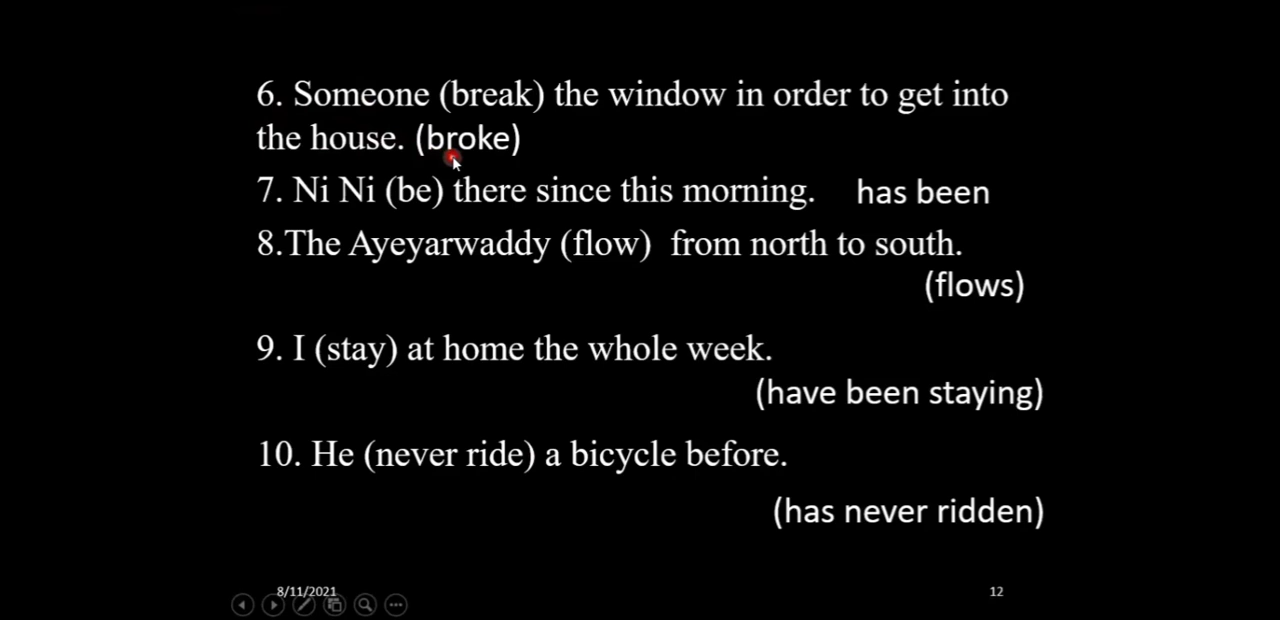 6. Someone (break) the window in order to get into
the house. (broke)
7. Ni Ni (be) there since this morning. has been
8.The Ayeyarwaddy (flow) from north to south.
(flows)
9. I (stay) at home the whole week.
(have been staying)
10. He (never ride) a bicycle before.
(has never ridden)
8/11/2021 12